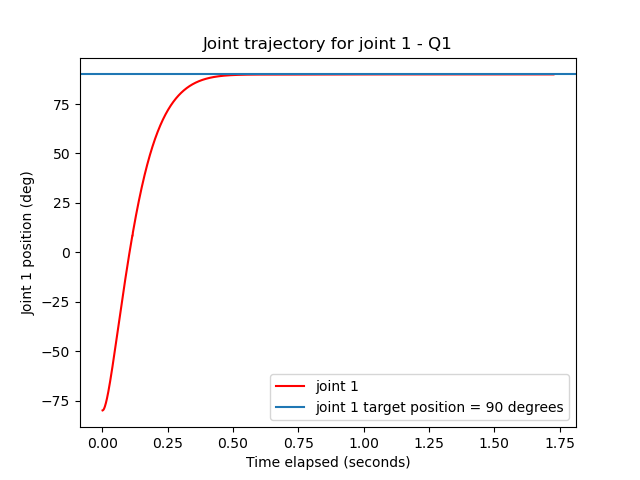 Joint trajectory for joint 1 - Q1
75
50
25
0
−25
−50
−75
Joint 1 position (deg)
joint 1
joint 1 target position = 90 degrees
0.00 0.25 0.50 0.75 1.00 1.25 1.50 1.75
Time elapsed (seconds)